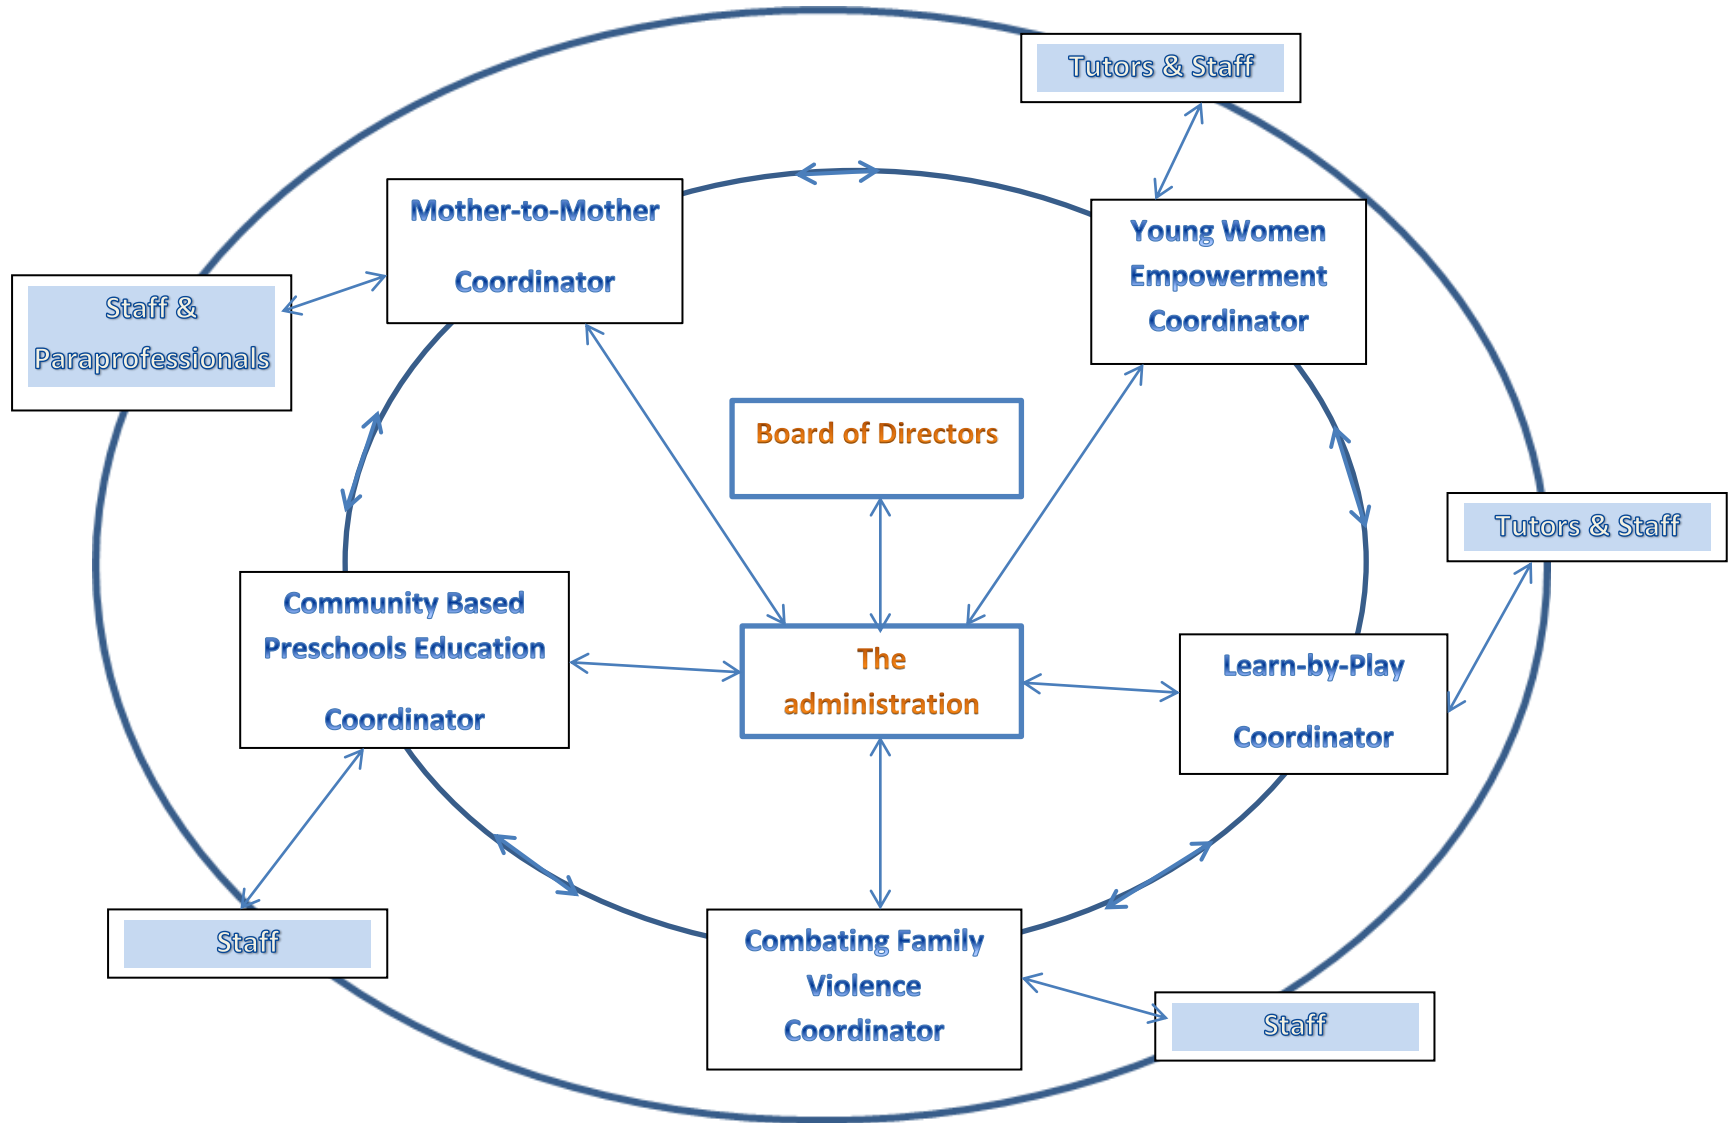 Tutors & Staff
Mother-to-Mother
Coordinator
Young Women
Empowerment
Coordinator
Staff &
Paraprofessionals
Board of Directors
Tutors & Staff
Community Based
Preschools Education
Coordinator
The
administration
Learn-by-Play
Coordinator
Staff
Combating Family
Violence
Coordinator
Staff